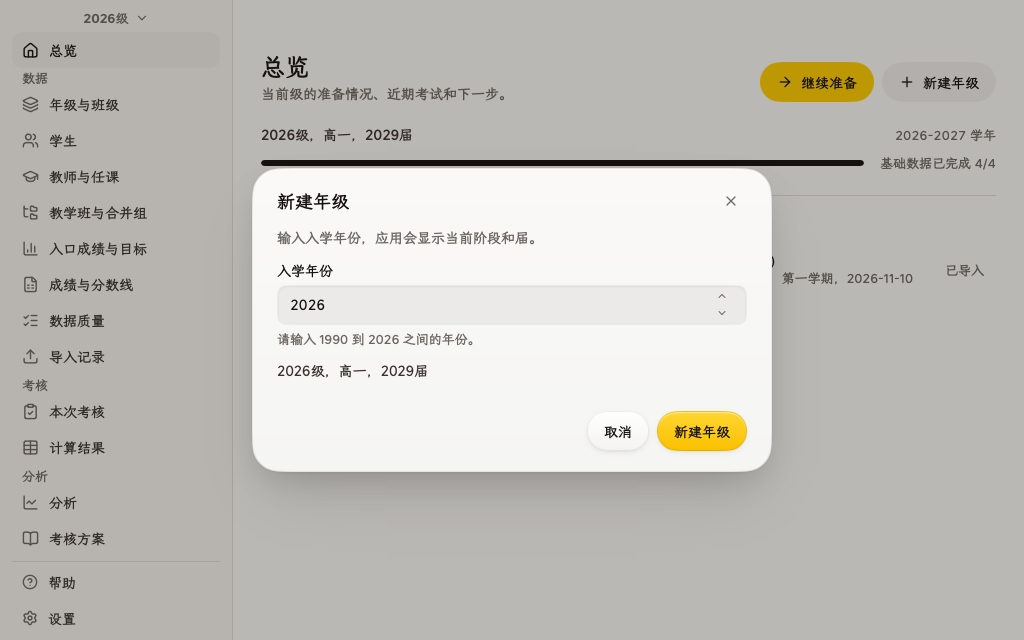 2026级
总览
数据
年级与班级
学生
教师与任课
教学班与合并组
入口成绩与目标
成绩与分数线
数据质量
导入记录
考核
本次考核
计算结果
分析
分析
考核方案
帮助
设置
总览
当前级的准备情况、近期考试和下一步。
继续准备
新建年级
2026级，高一，2029届
2026-2027 学年
基础数据已完成 4/4
)
第一学期，2026-11-10
已导入
新建年级
输入入学年份，应用会显示当前阶段和届。
入学年份
2026
请输入 1990 到 2026 之间的年份。
2026级，高一，2029届
取消
新建年级